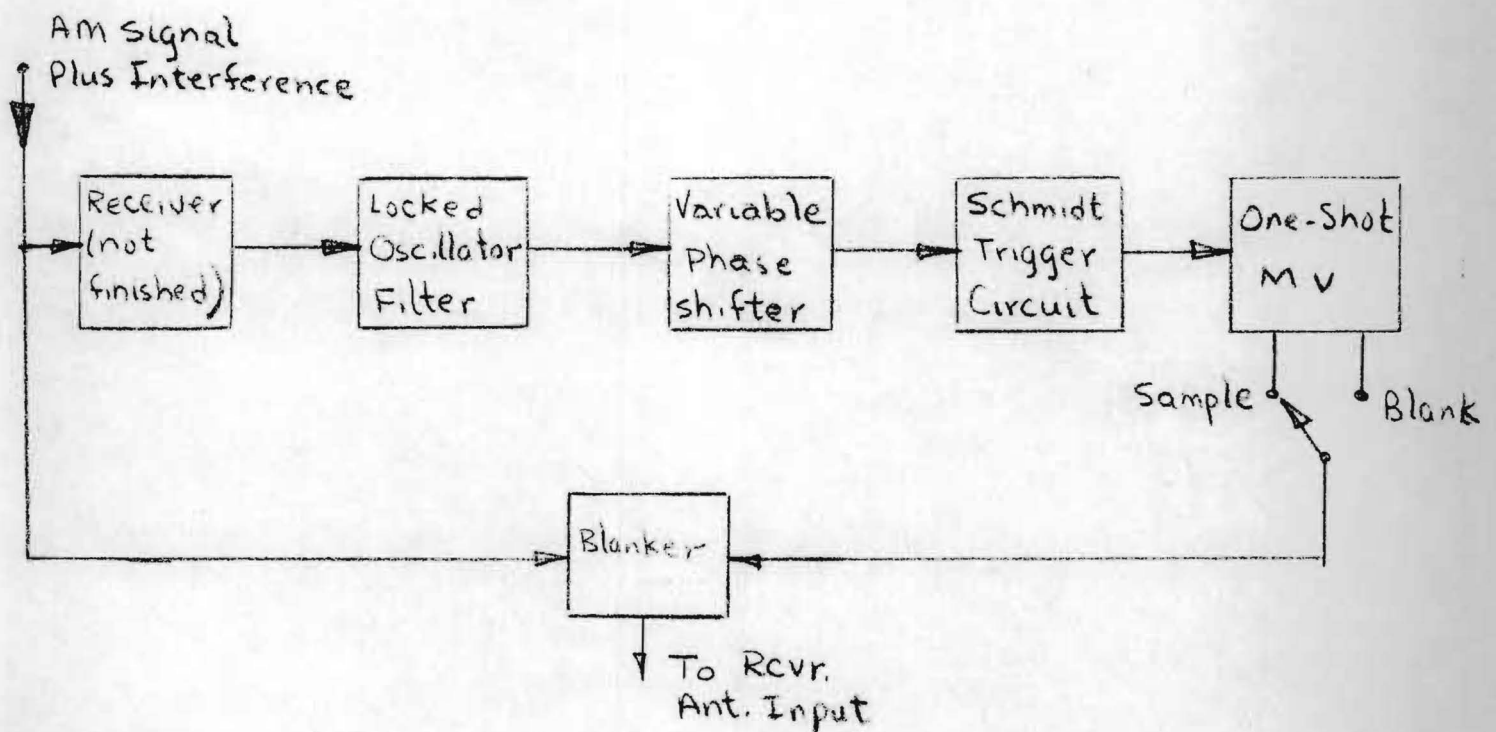 AM Signal
Plus Interference
Receiver
(not
finished)
Locked
Oscillator
Filter
Variable
Phase
shifter
Schmidt
Trigger
Circuit
One-Shot
MV
Sample
Blank
Blanker
To Rcvr.
Ant. Input